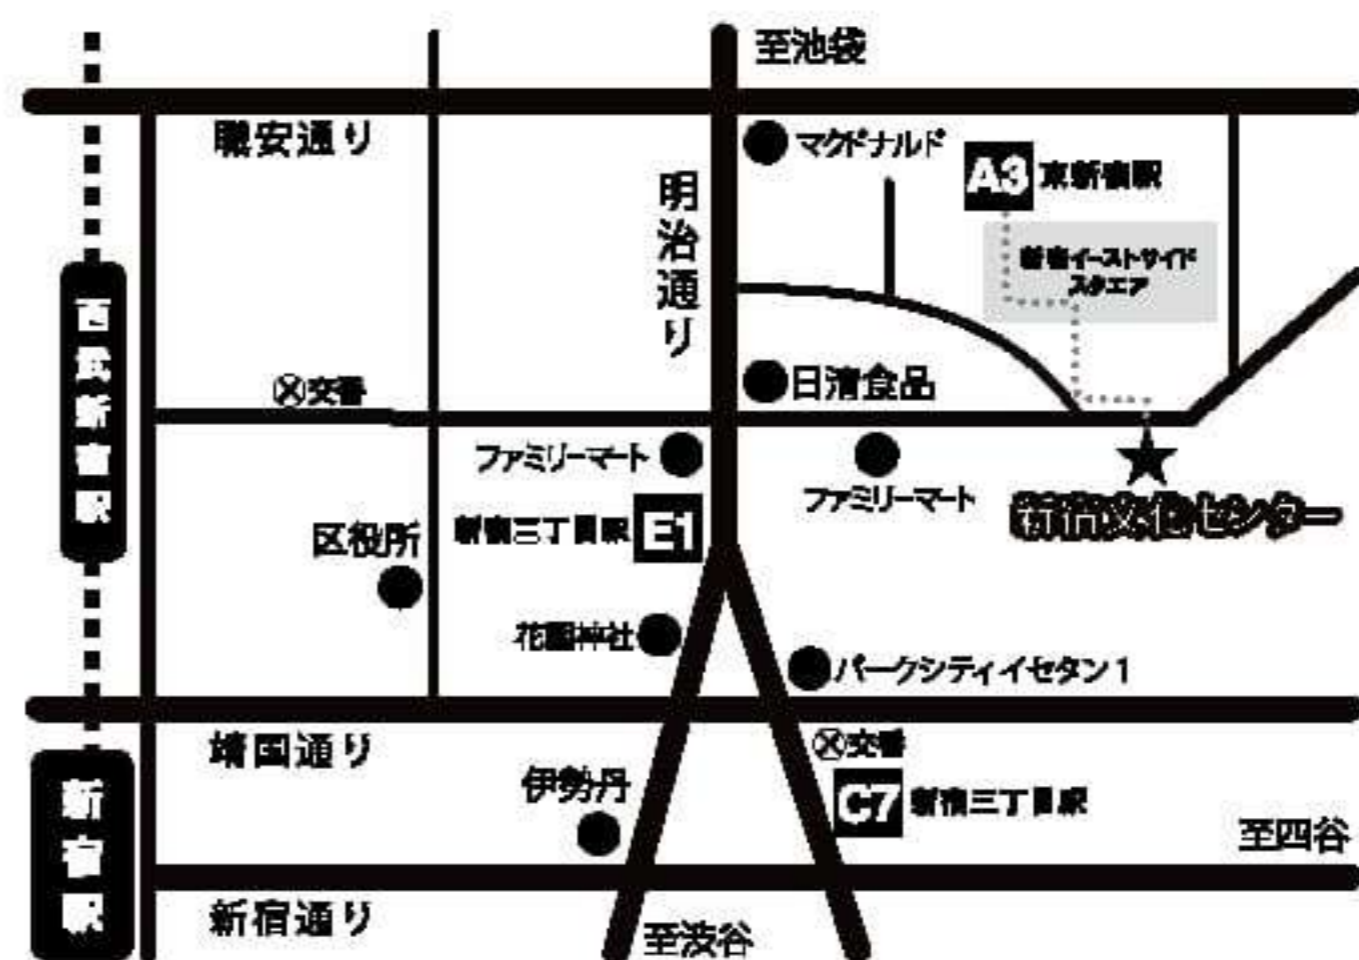 至池袋
職安通り
マクドナルド
A3
東新宿駅
明治通り
新宿イーストサイド
スクエア
西武新宿駅
交番
日清食品
ファミリーマート
ファミリーマート
新宿文化センター
新宿三丁目駅
E1
区役所
花園神社
パークシティイセタン1
靖国通り
交番
伊勢丹
C7
新宿三丁目駅
新宿駅
至四谷
新宿通り
至渋谷